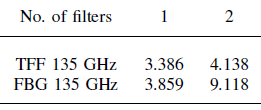 No. of filters 1 2
TFF 135 GHz 3.386 4.138
FBG 135 GHz 3.859 9.118